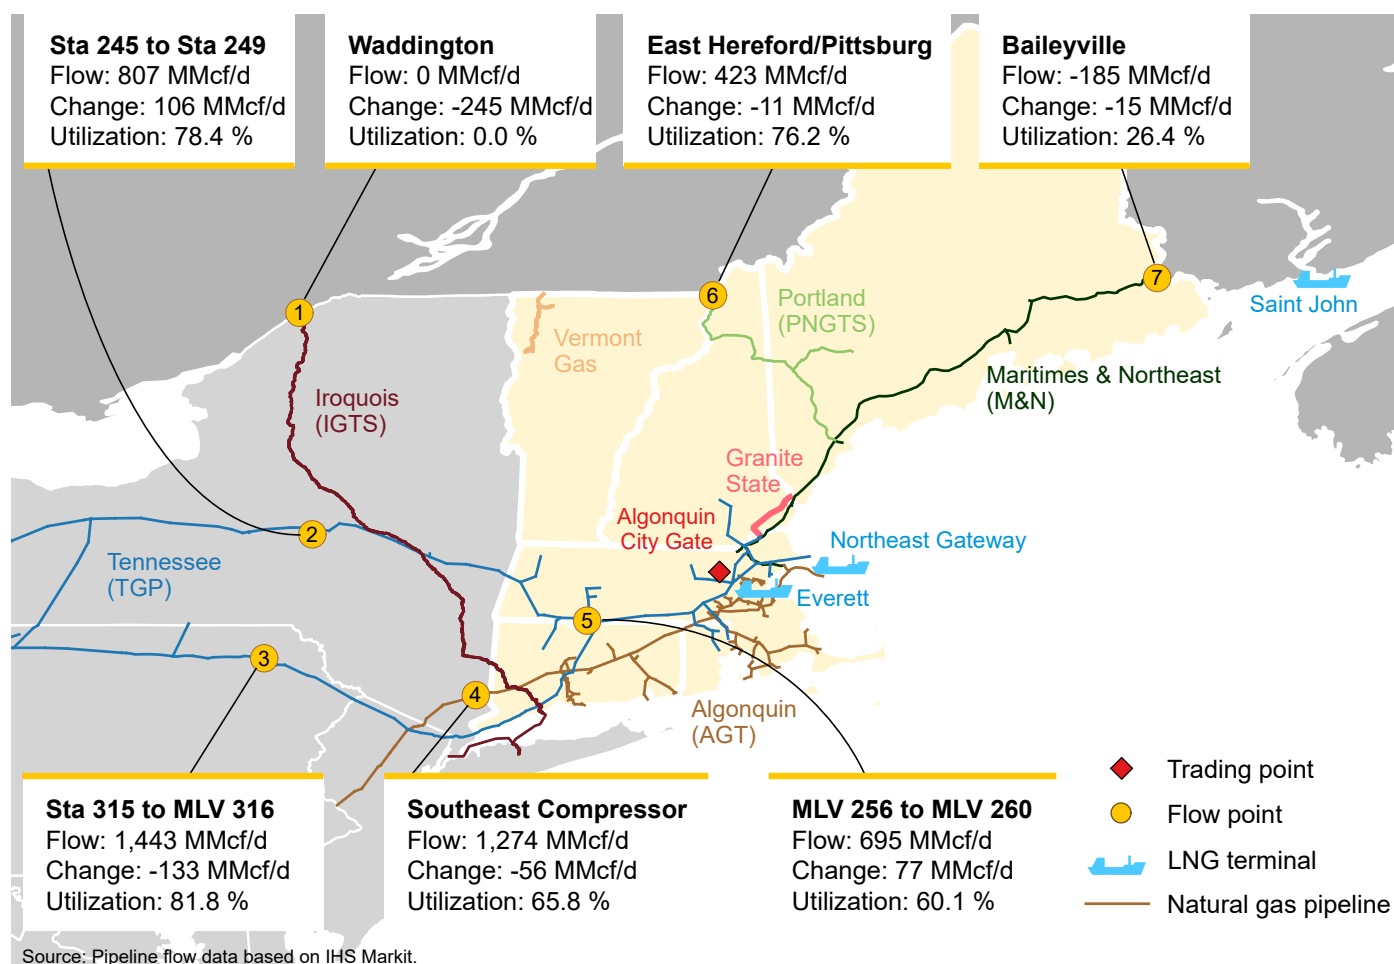 Sta 245 to Sta 249
Flow: 807 MMcf/d
Change: 106 MMcf/d
Utilization: 78.4 %
Waddington
Flow: 0 MMcf/d
Change: -245 MMcf/d
Utilization: 0.0 %
East Hereford/Pittsburg
Flow: 423 MMcf/d
Change: -11 MMcf/d
Utilization: 76.2 %
Baileyville
Flow: -185 MMcf/d
Change: -15 MMcf/d
Utilization: 26.4 %
7
6
1
Portland
(PNGTS)
Saint John
Vermont
Gas
Maritimes & Northeast
(M&N)
Iroquois
(IGTS)
Granite
State
Algonquin
City Gate
2
Northeast Gateway
Tennessee
(TGP)
Everett
5
3
4
Algonquin
(AGT)
Sta 315 to MLV 316
Flow: 1,443 MMcf/d
Change: -133 MMcf/d
Utilization: 81.8 %
Southeast Compressor
Flow: 1,274 MMcf/d
Change: -56 MMcf/d
Utilization: 65.8 %
MLV 256 to MLV 260
Flow: 695 MMcf/d
Change: 77 MMcf/d
Utilization: 60.1 %
Trading point
Flow point
LNG terminal
Natural gas pipeline
Source: Pipeline flow data based on IHS Markit.